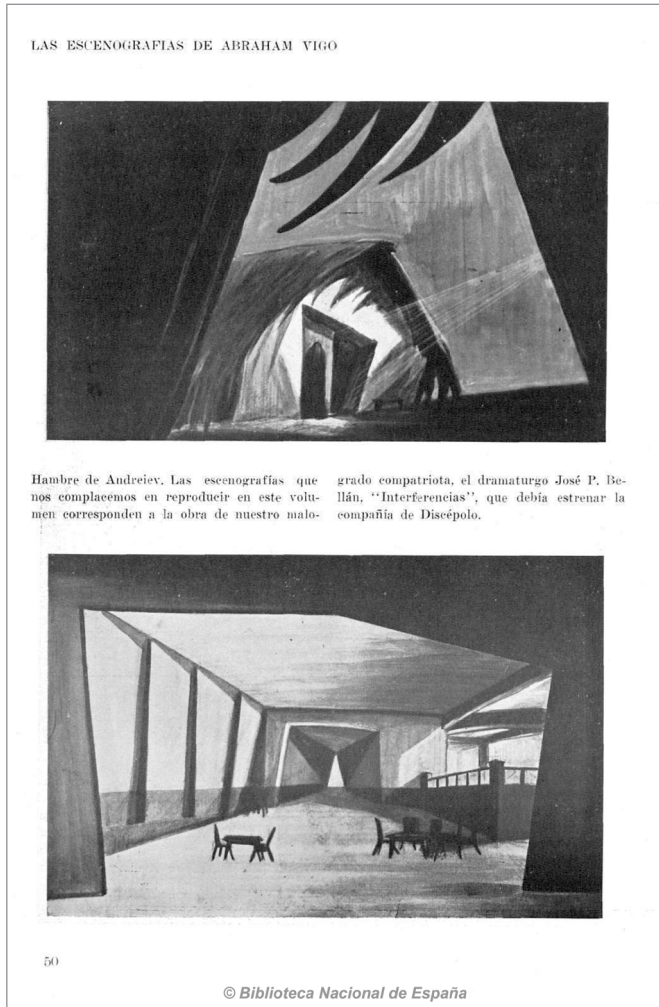 LAS ESCENOGRAFIAS DE ABRAHAM VIGO
Hambre de Andreiev. Las escenografías que
nos complacemos en reproducir en este volu-
men corresponden a la obra de nuestro malo-
grado compatriota, el dramaturgo José P. Be-
llán, “Interferencias”, que debía estrenar la
compañía de Discépolo.
50
© Biblioteca Nacional de España